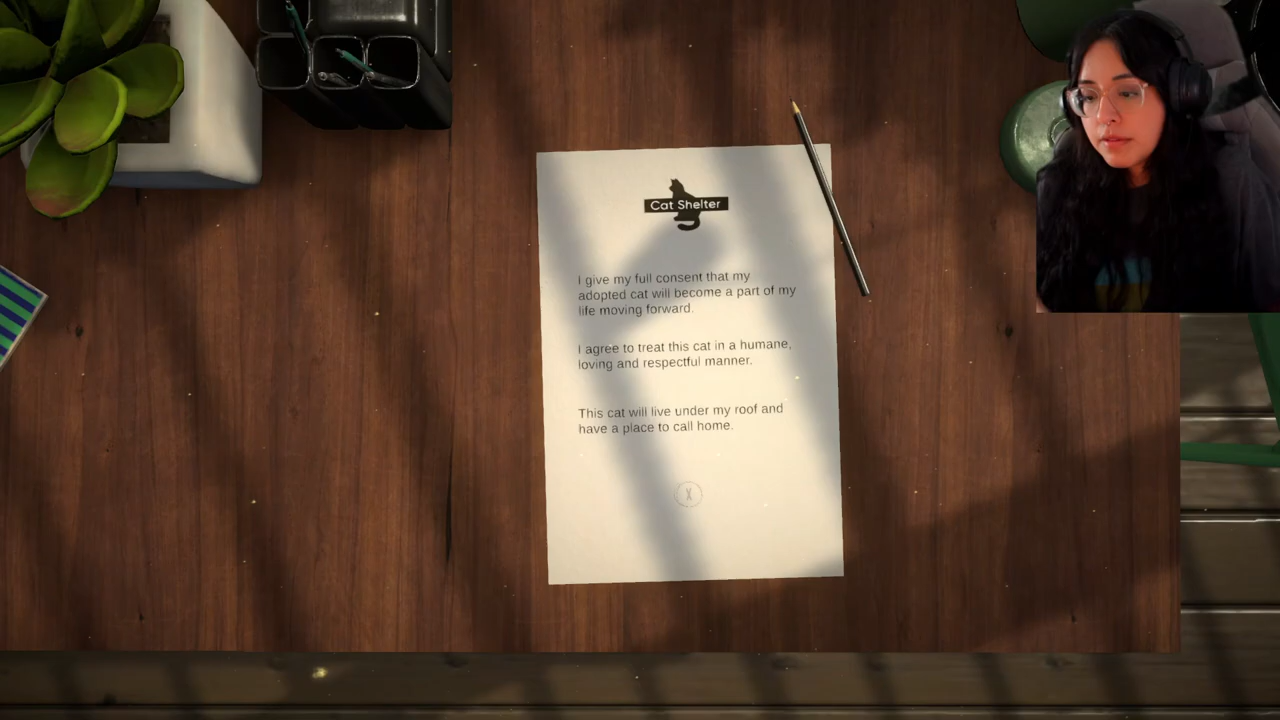 Cat Shelter
I give my full consent that my
adopted cat will become a part of my
life moving forward.
I agree to treat this cat in a humane,
loving and respectful manner.
This cat will live under my roof and
have a place to call home.
X